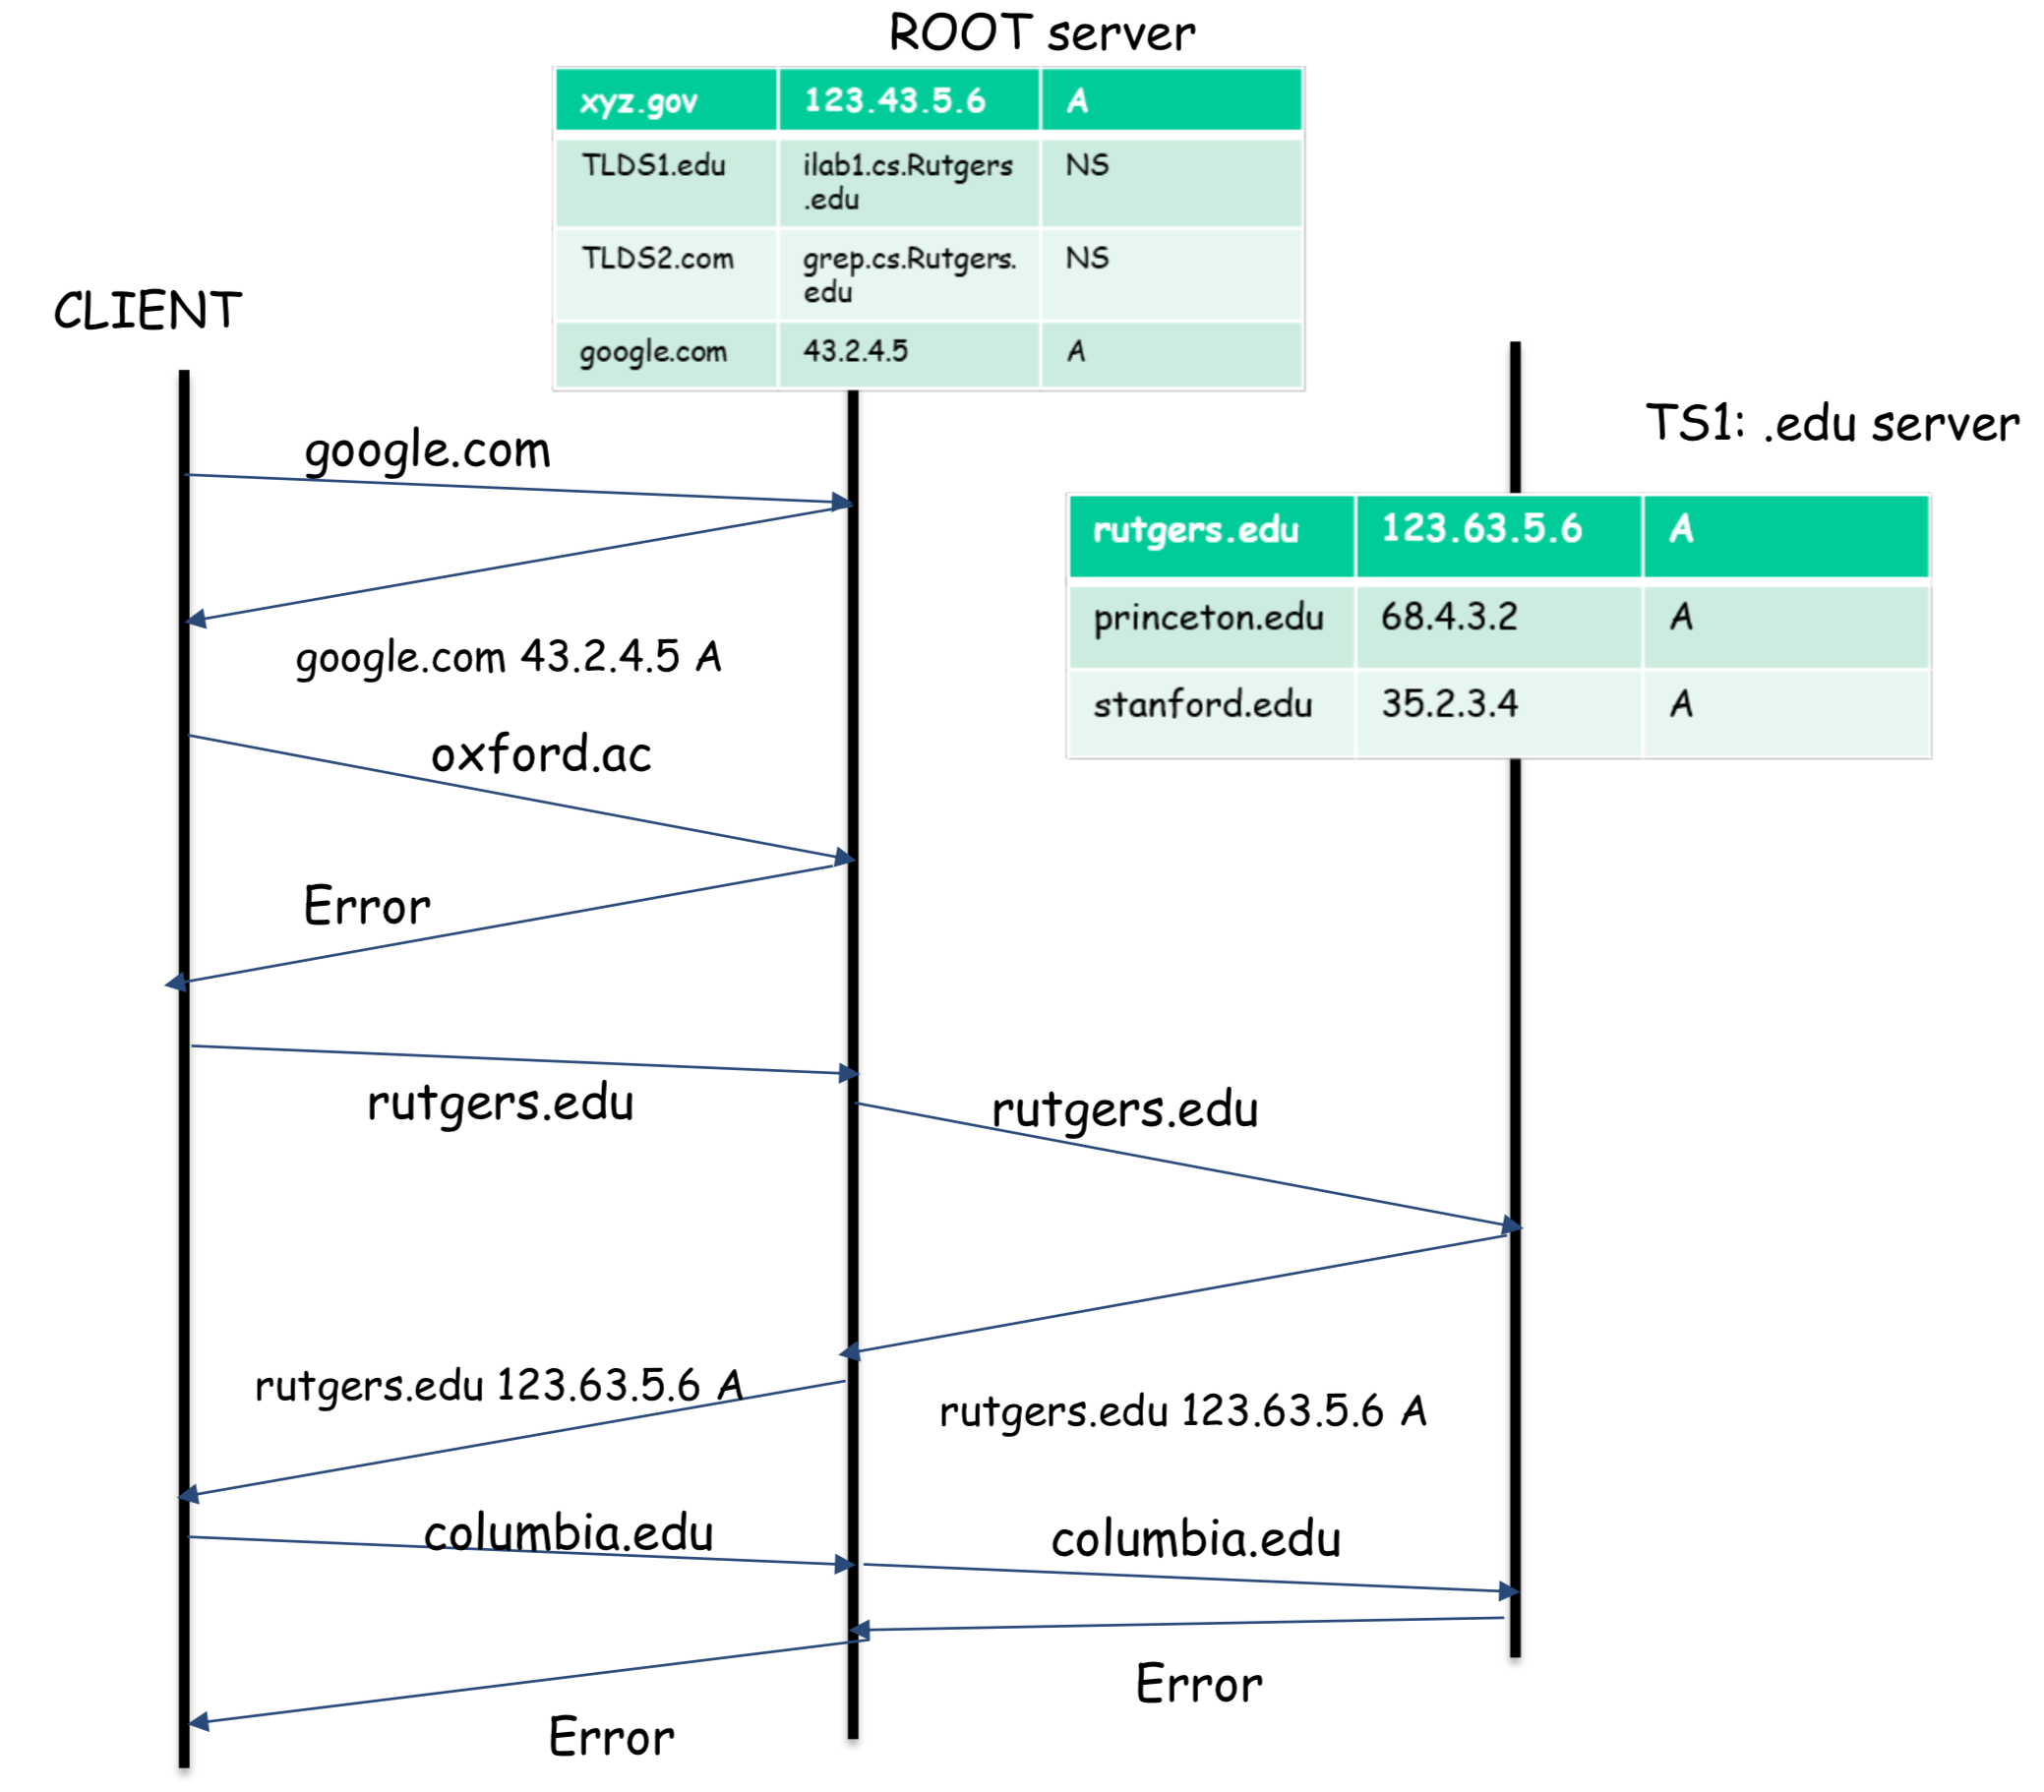 ROOT server
xyz.gov 123.43.5.6 A
TLDS1.edu ilab1.cs.Rutgers NS
.edu
TLDS2.com grep.cs.Rutgers. NS
edu
google.com 43.2.4.5 A
CLIENT
TS1: .edu server
rutgers.edu 123.63.5.6 A
princeton.edu 68.4.3.2 A
stanford.edu 35.2.3.4 A
google.com
google.com 43.2.4.5 A
oxford.ac
Error
rutgers.edu
rutgers.edu
rutgers.edu 123.63.5.6 A
rutgers.edu 123.63.5.6 A
columbia.edu
columbia.edu
Error
Error